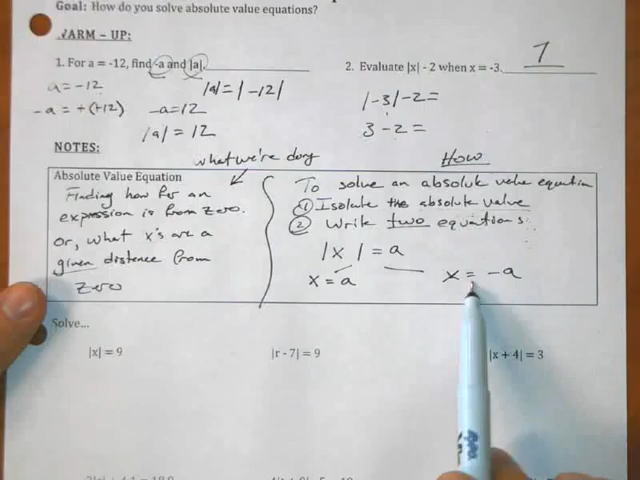 Goal: How do you solve absolute value equations?
WARM – UP:
1. For a = -12, find -a and |a|.
a = -12
|a| = |-12|
-a = +(+12)
-a = 12
|a| = 12
2. Evaluate |x| - 2 when x = -3. 1
|-3| - 2 =
3 - 2 =
NOTES:
what we're doing
How
Absolute Value Equation
Finding how far an
expression is from zero.
or, what x's are a
given distance from
zero
To solve an absolute value equation
① Isolate the absolute value
② Write two equations:
|x| = a
x = a
x = -a
Solve...
|x| = 9
|r - 7| = 9
|x + 4| = 3